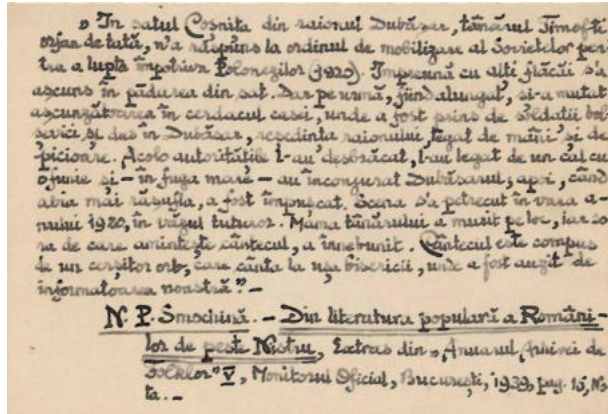 „In satul Coșnița din raionul Dubăsar, tânărul Timofte
orfan de tată, n'a răspuns la ordinul de mobilizare al Sovietelor pen-
tru a lupta împotriva Polonezilor (1920). Impreună cu alți flăcăi s'a
ascuns în pădurea din sat. Dar pe urmă, fiind alungat, și-a mutat
ascunzătoarea în cerdacul casei, unde a fost prins de soldații bol-
șevici și dus în Dubăsar, reședința raionului, legat de mâini și de
picioare. Acolo autoritățile l-au desbrăcat, l-au legat de un cal cu
o funie și - în fuga mare - au înconjurat Dubăsarul; apoi, când
abia mai răsufla, a fost împușcat. Scena s'a petrecut în vara a-
nului 1920, în văzul tuturor. Mama tânărului a murit pe loc, iar so-
ra de care amintește cântecul, a înnebunit. Cântecul este compus
de un cerșitor orb, care cânta la ușa bisericii, unde a fost auzit de
informatoarea noastră." -
N. P. Smochină. - Din literatura populară a Români-
lor de peste Nistru, Extras din „Anuarul Arhivei de
Folklor" V, Monitorul Oficial, București, 1939, pag. 15, No-
ta. -